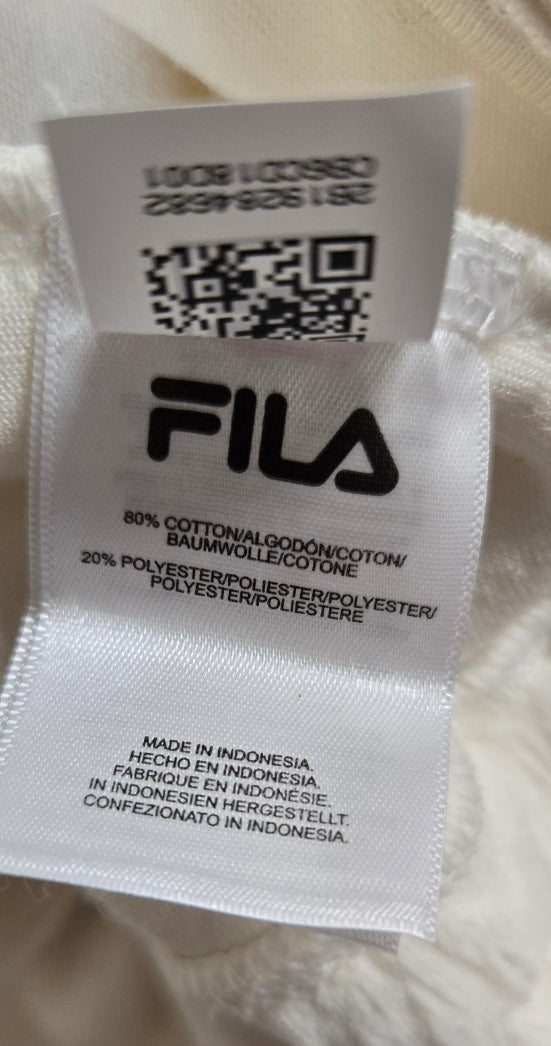 FILA
80% COTTON/ALGODÓN/COTON/
BAUMWOLLE/COTONE
20% POLYESTER/POLIESTER/POLYESTER/
POLYESTER/POLIESTERE
MADE IN INDONESIA.
HECHO EN INDONESIA.
FABRIQUE EN INDONÉSIE.
IN INDONESIEN HERGESTELLT.
CONFEZIONATO IN INDONESIA.